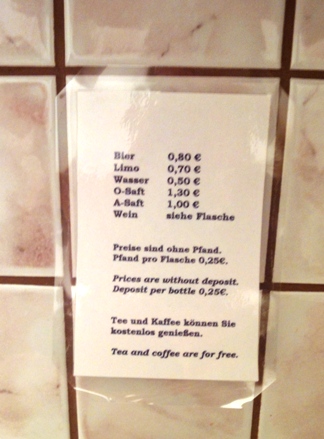 Bier 0,80 €
Limo 0,70 €
Wasser 0,50 €
O-Saft 1,30 €
A-Saft 1,00 €
Wein siehe Flasche
Preise sind ohne Pfand.
Pfand pro Flasche 0,25€.
Prices are without deposit.
Deposit per bottle 0,25€.
Tee und Kaffee können Sie
kostenlos genießen.
Tea and coffee are for free.